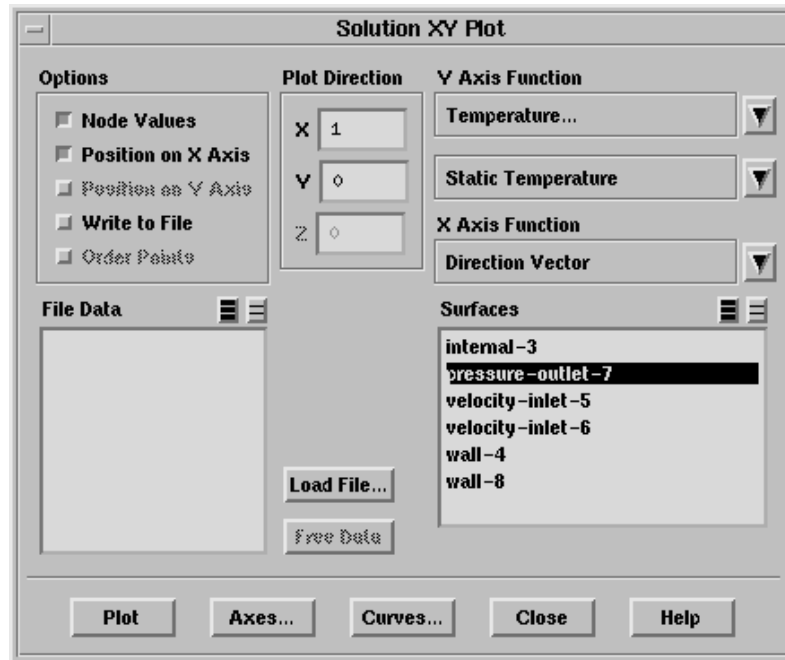 Solution XY Plot
Options
Node Values
Position on X Axis
Position on Y Axis
Write to File
Order Points
Plot Direction
X 1
Y 0
Z 0
Y Axis Function
Temperature...
Static Temperature
X Axis Function
Direction Vector
File Data
Load File...
Free Data
Surfaces
internal-3
pressure-outlet-7
velocity-inlet-5
velocity-inlet-6
wall-4
wall-8
Plot
Axes...
Curves...
Close
Help